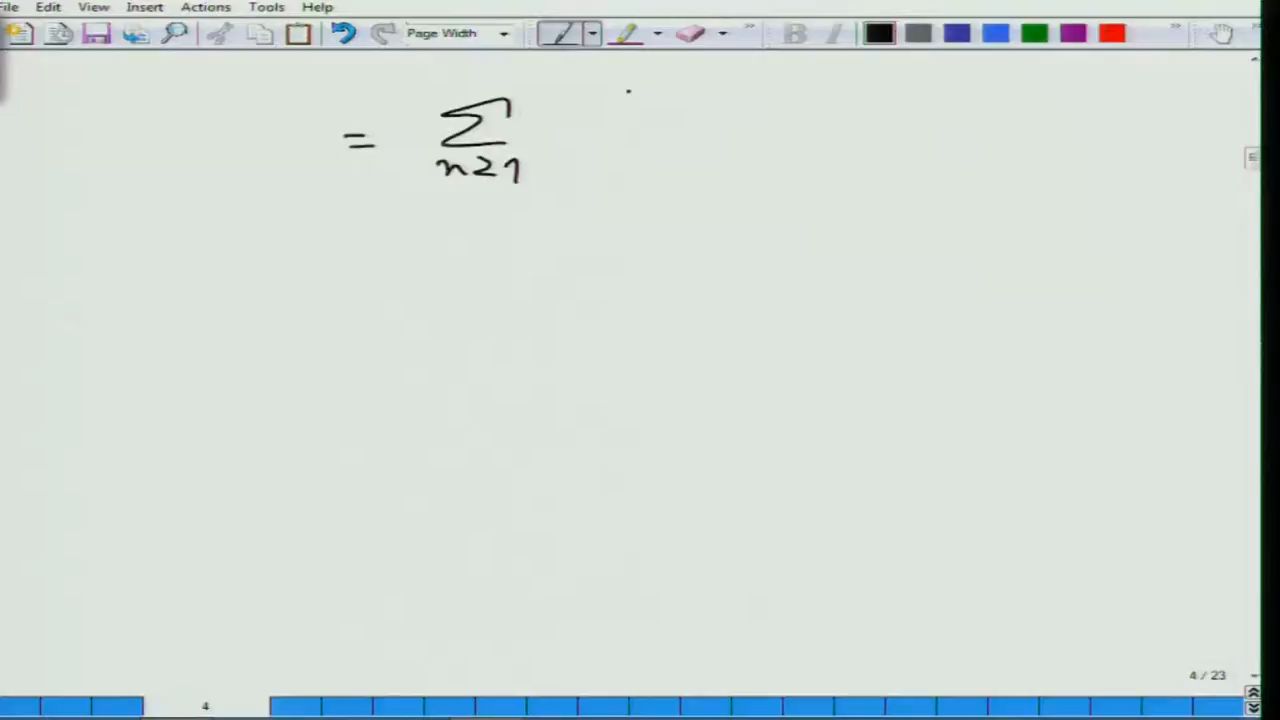 File Edit View Insert Actions Tools Help
Page Width B I
= ∑
n≥1
4 / 23
4